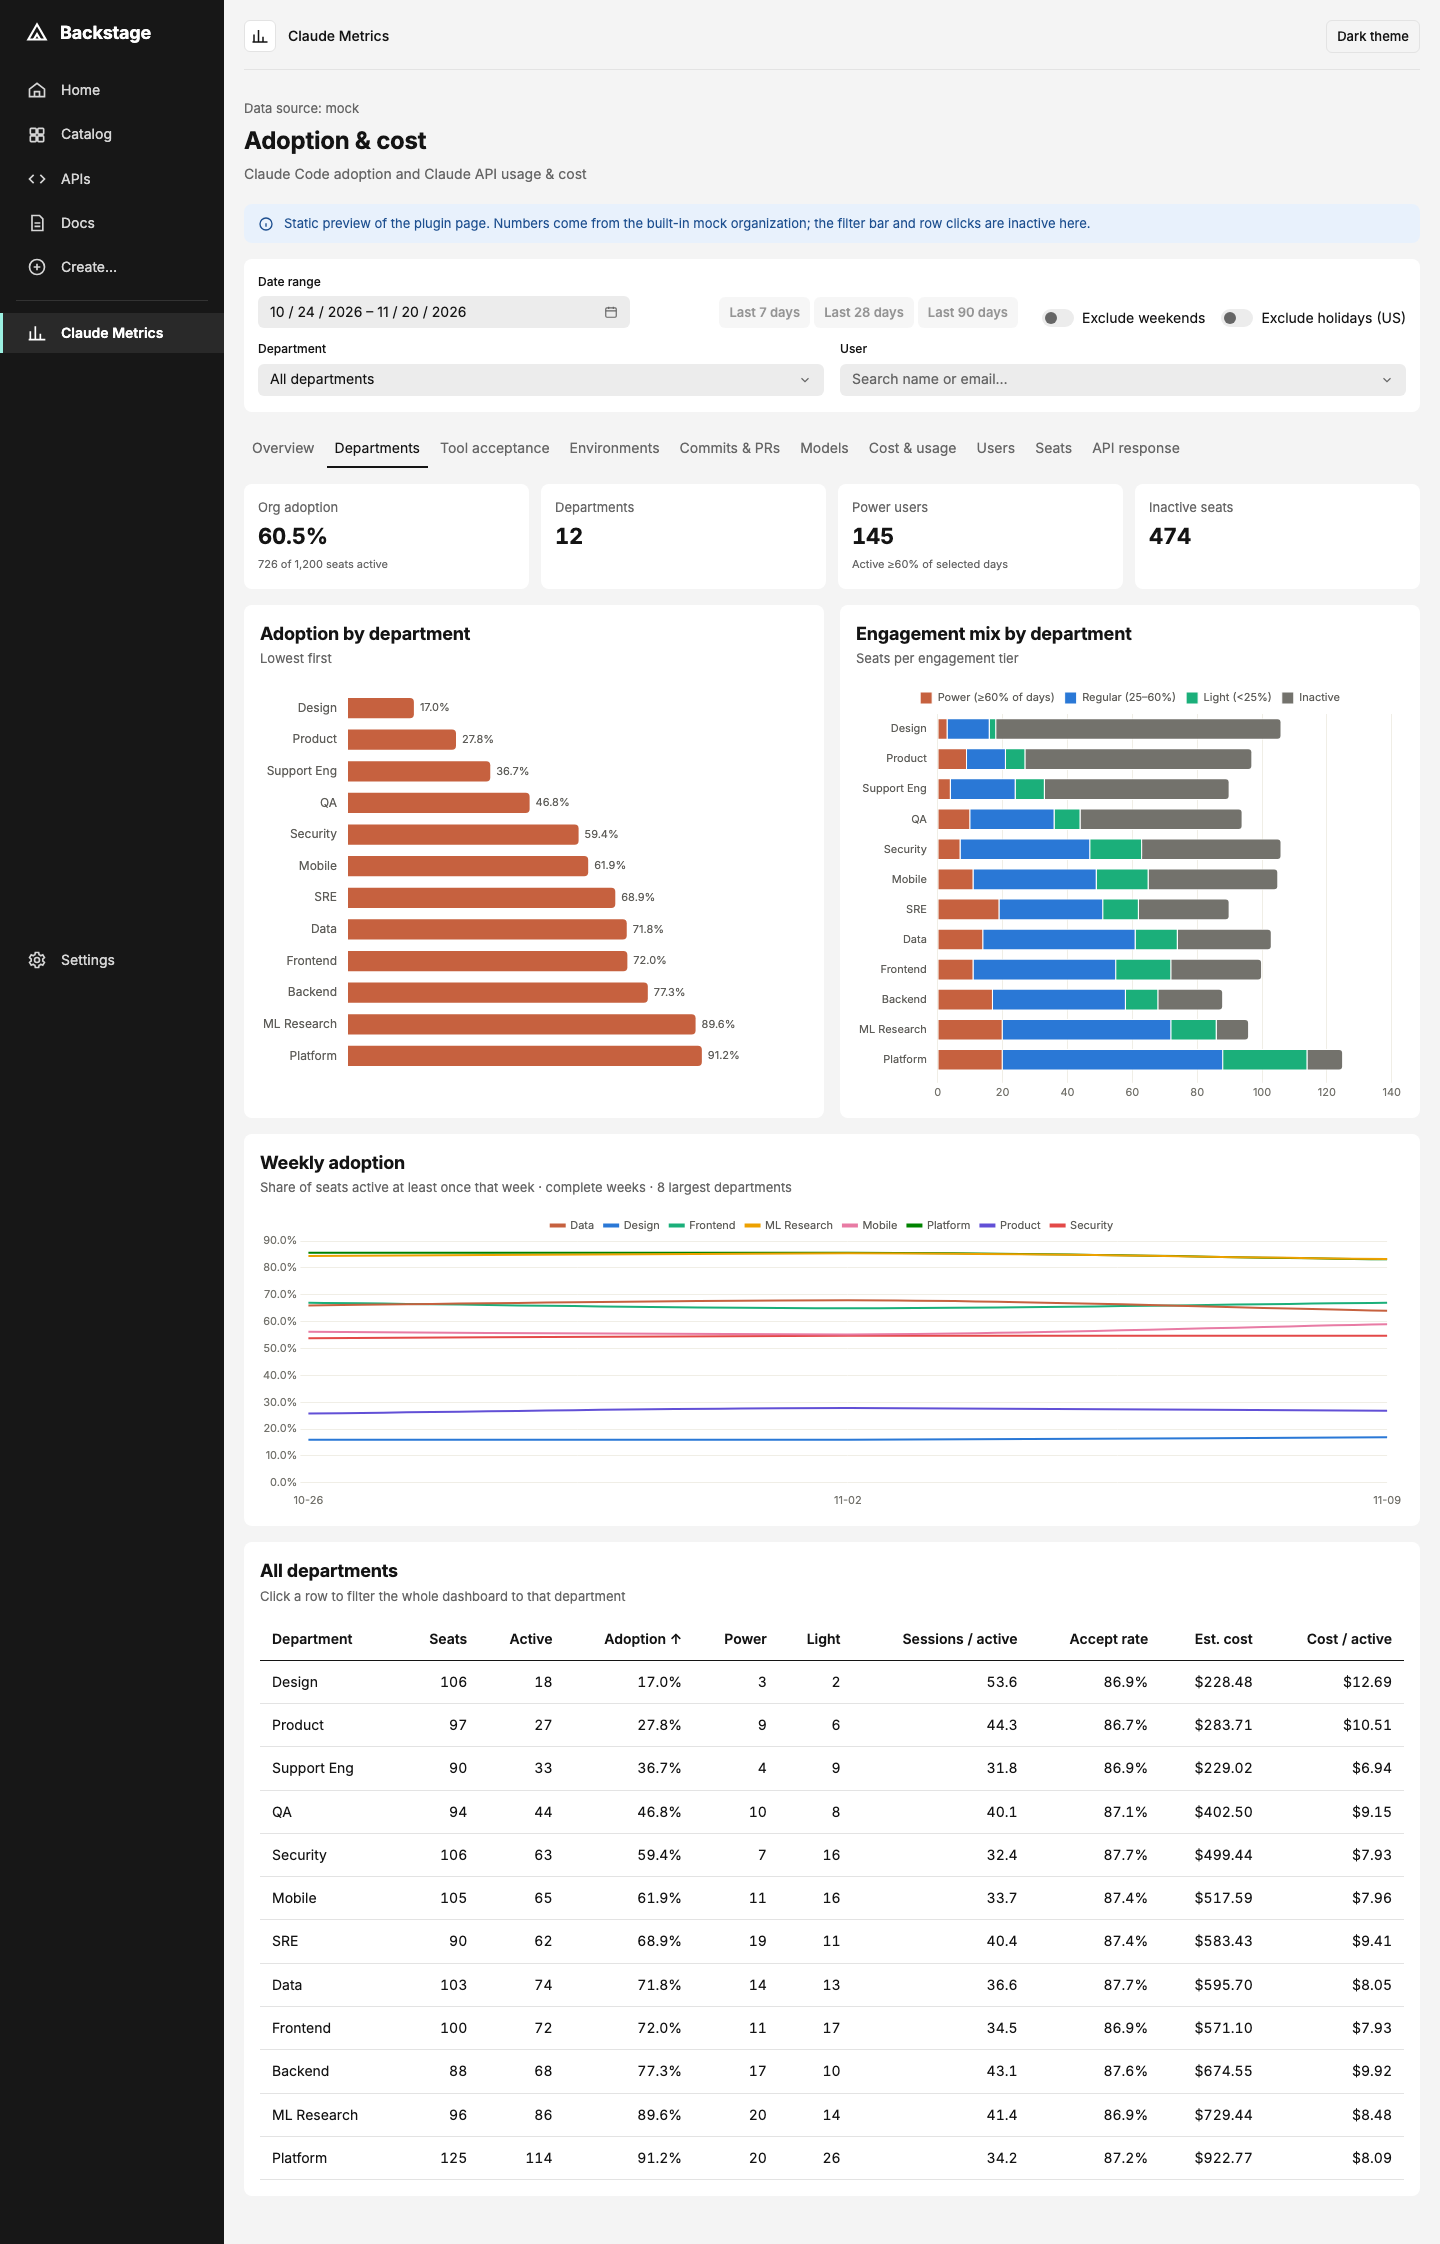 Backstage
Home
Catalog
APIs
Docs
Create...
Claude Metrics
Settings
Claude Metrics
Dark theme
Data source: mock
Adoption & cost
Claude Code adoption and Claude API usage & cost
Static preview of the plugin page. Numbers come from the built-in mock organization; the filter bar and row clicks are inactive here.
Date range
10 / 24 / 2026 – 11 / 20 / 2026
Last 7 days Last 28 days Last 90 days
Exclude weekends Exclude holidays (US)
Department
All departments
User
Search name or email...
Overview Departments Tool acceptance Environments Commits & PRs Models Cost & usage Users Seats API response
Org adoption
60.5%
726 of 1,200 seats active
Departments
12
Power users
145
Active ≥60% of selected days
Inactive seats
474
Adoption by department
Lowest first
Design 17.0%
Product 27.8%
Support Eng 36.7%
QA 46.8%
Security 59.4%
Mobile 61.9%
SRE 68.9%
Data 71.8%
Frontend 72.0%
Backend 77.3%
ML Research 89.6%
Platform 91.2%
Engagement mix by department
Seats per engagement tier
Power (≥60% of days) Regular (25–60%) Light (<25%) Inactive
Design
Product
Support Eng
QA
Security
Mobile
SRE
Data
Frontend
Backend
ML Research
Platform
0 20 40 60 80 100 120 140
Weekly adoption
Share of seats active at least once that week · complete weeks · 8 largest departments
Data Design Frontend ML Research Mobile Platform Product Security
90.0%
80.0%
70.0%
60.0%
50.0%
40.0%
30.0%
20.0%
10.0%
0.0%
10-26 11-02 11-09
All departments
Click a row to filter the whole dashboard to that department
Department Seats Active Adoption ↑ Power Light Sessions / active Accept rate Est. cost Cost / active
Design 106 18 17.0% 3 2 53.6 86.9% $228.48 $12.69
Product 97 27 27.8% 9 6 44.3 86.7% $283.71 $10.51
Support Eng 90 33 36.7% 4 9 31.8 86.9% $229.02 $6.94
QA 94 44 46.8% 10 8 40.1 87.1% $402.50 $9.15
Security 106 63 59.4% 7 16 32.4 87.7% $499.44 $7.93
Mobile 105 65 61.9% 11 16 33.7 87.4% $517.59 $7.96
SRE 90 62 68.9% 19 11 40.4 87.4% $583.43 $9.41
Data 103 74 71.8% 14 13 36.6 87.7% $595.70 $8.05
Frontend 100 72 72.0% 11 17 34.5 86.9% $571.10 $7.93
Backend 88 68 77.3% 17 10 43.1 87.6% $674.55 $9.92
ML Research 96 86 89.6% 20 14 41.4 86.9% $729.44 $8.48
Platform 125 114 91.2% 20 26 34.2 87.2% $922.77 $8.09